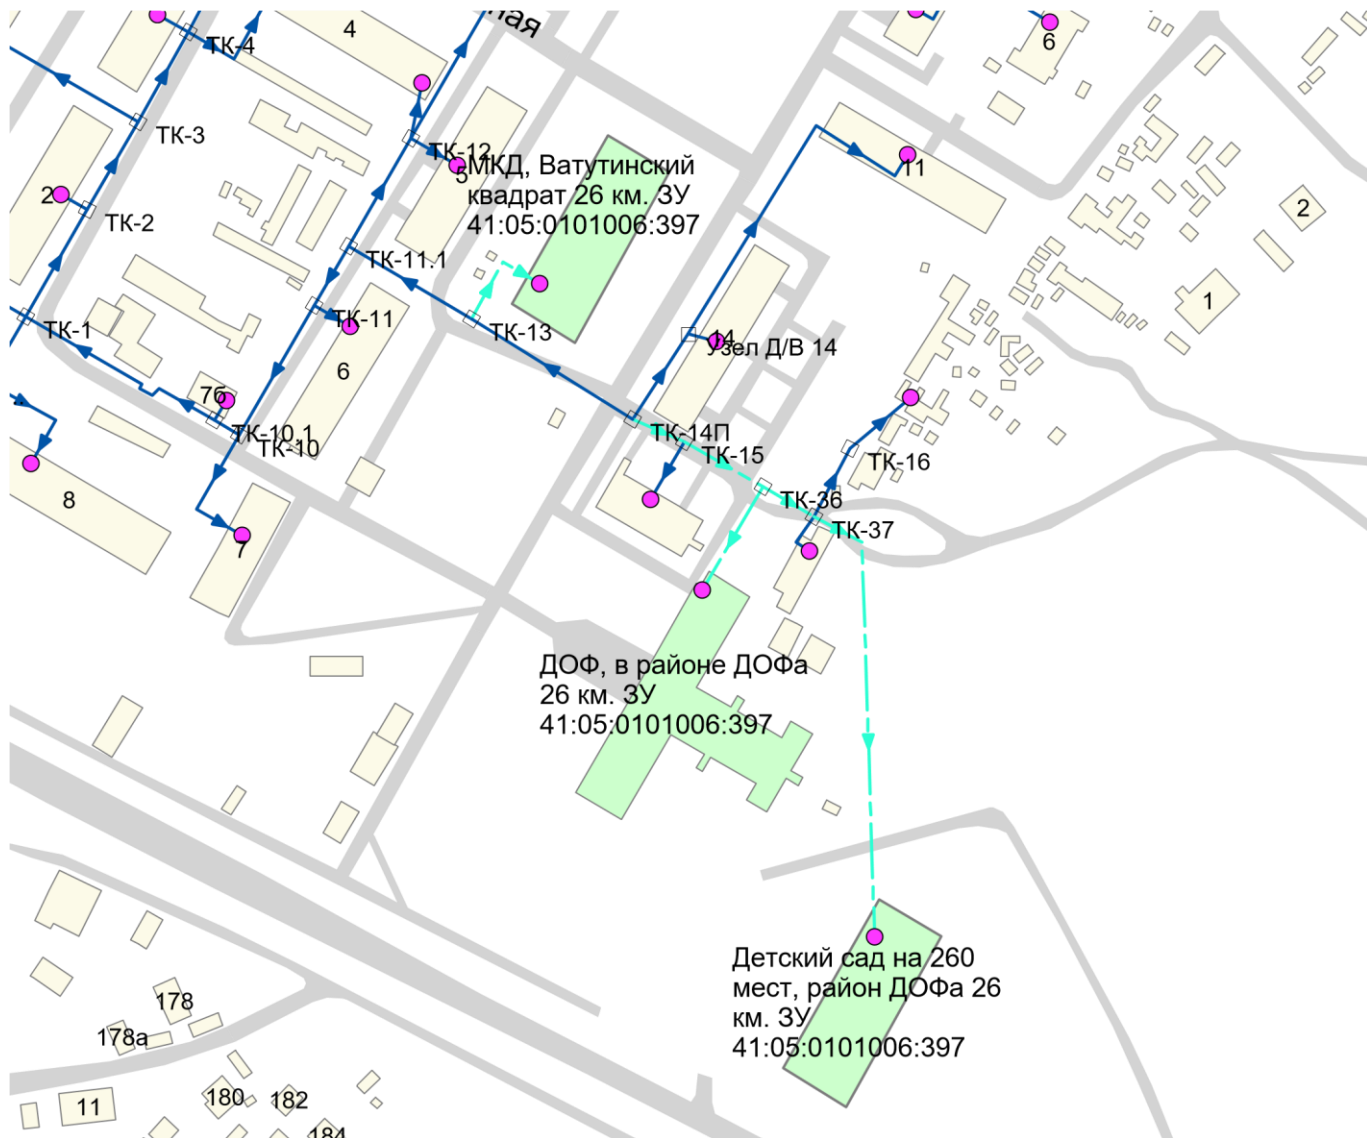 ная
4
ТК-4
6
ТК-3
ТК-12
5
МКД, Ватутинский
квадрат 26 км. ЗУ
41:05:0101006:397
11
2
ТК-2
2
ТК-11.1
1
ТК-1
ТК-11
ТК-13
14
Узел Д/В 14
6
7б
ТК-10.1
ТК-10
ТК-14П
ТК-15
ТК-16
8
ТК-36
ТК-37
7
ДОФ, в районе ДОФа
26 км. ЗУ
41:05:0101006:397
Детский сад на 260
мест, район ДОФа 26
км. ЗУ
41:05:0101006:397
178
178а
180
182
11
184